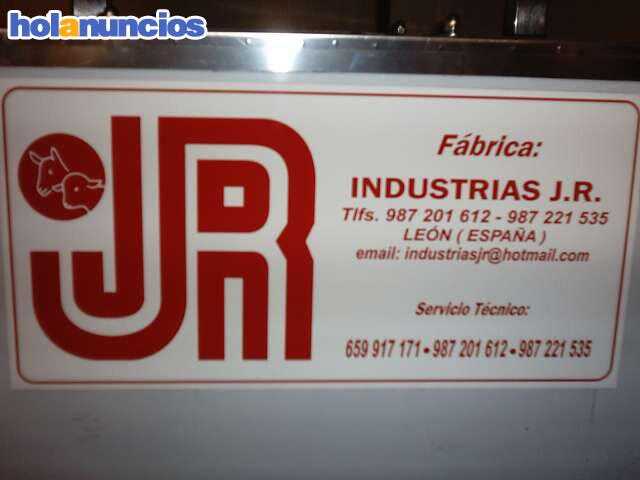 holanuncios
JR
Fábrica:
INDUSTRIAS J.R.
Tlfs. 987 201 612 - 987 221 535
LEÓN ( ESPAÑA )
email: industriasjr@hotmail.com
Servicio Técnico:
659 917 171 • 987 201 612 • 987 221 535